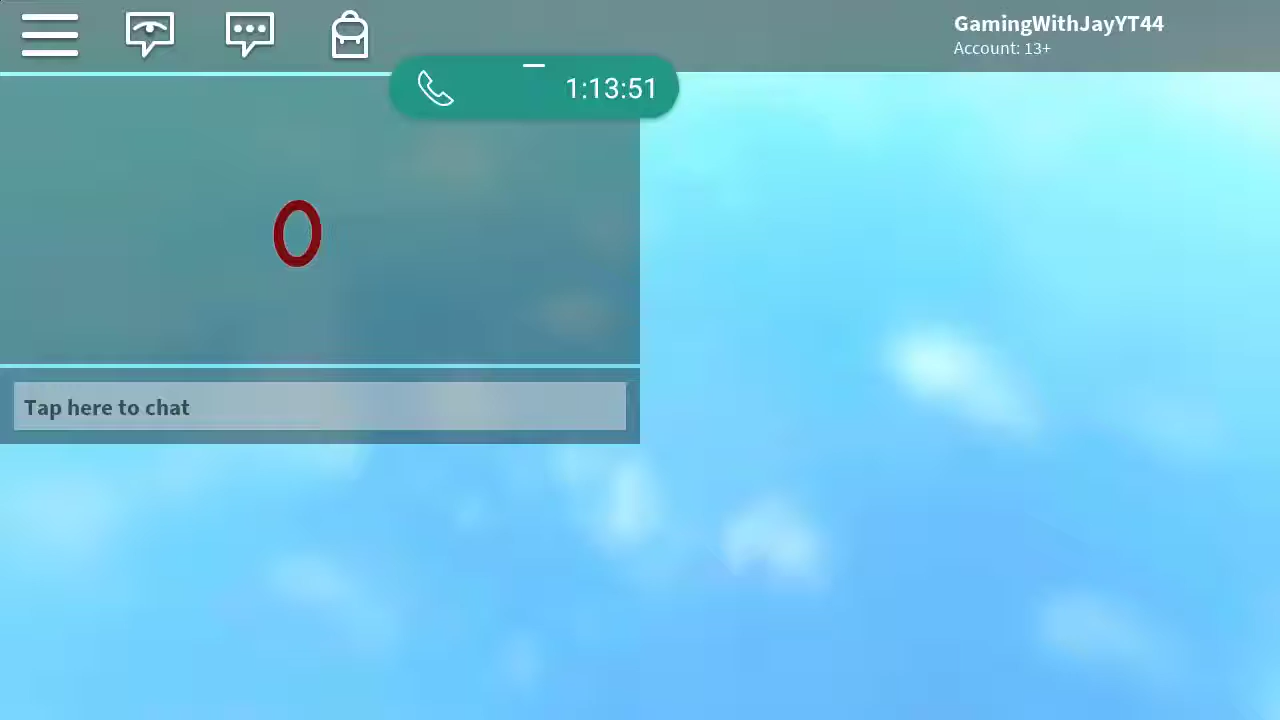 GamingWithJayYT44
Account: 13+
1:13:51
0
Tap here to chat